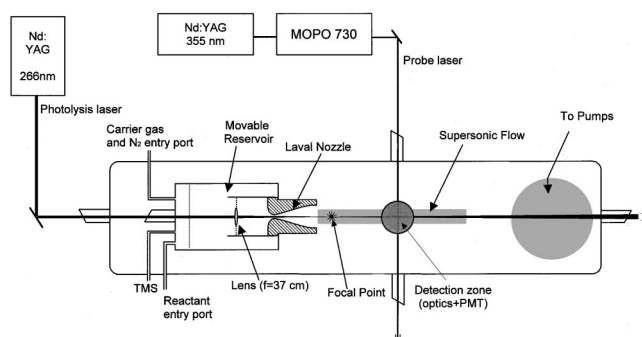 Nd:
YAG
266nm
Nd:YAG
355 nm
MOPO 730
Probe laser
Photolysis laser
Carrier gas
and N₂ entry port
Movable
Reservoir
Laval Nozzle
Supersonic Flow
To Pumps
TMS
Reactant
entry port
Lens (f=37 cm)
Focal Point
Detection zone
(optics+PMT)